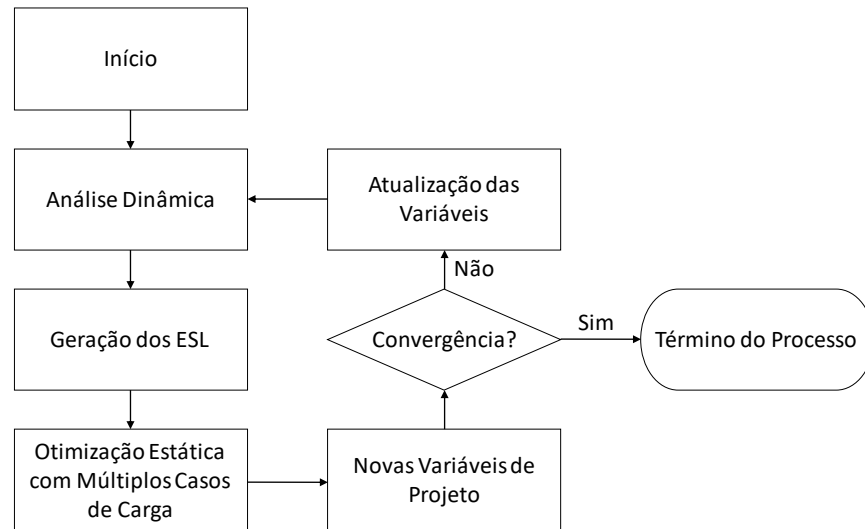 Início
Análise Dinâmica
Geração dos ESL
Otimização Estática
com Múltiplos Casos
de Carga
Novas Variáveis de
Projeto
Convergência?
Não
Atualização das
Variáveis
Sim
Término do Processo